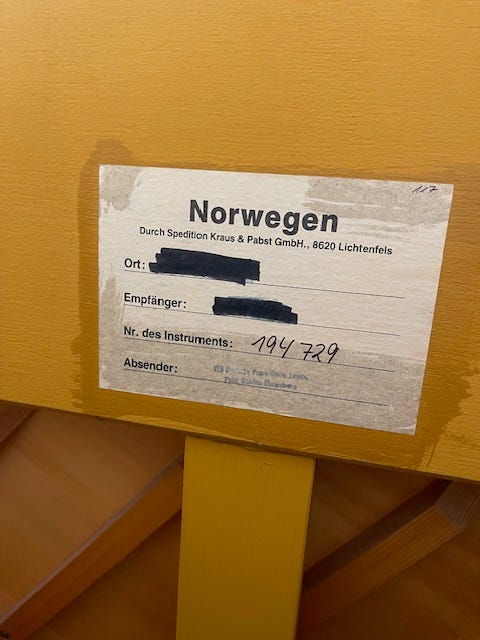 117
Norwegen
Durch Spedition Kraus & Pabst GmbH., 8620 Lichtenfels
Ort:
Empfänger:
Nr. des Instruments: 194 729
Absender: